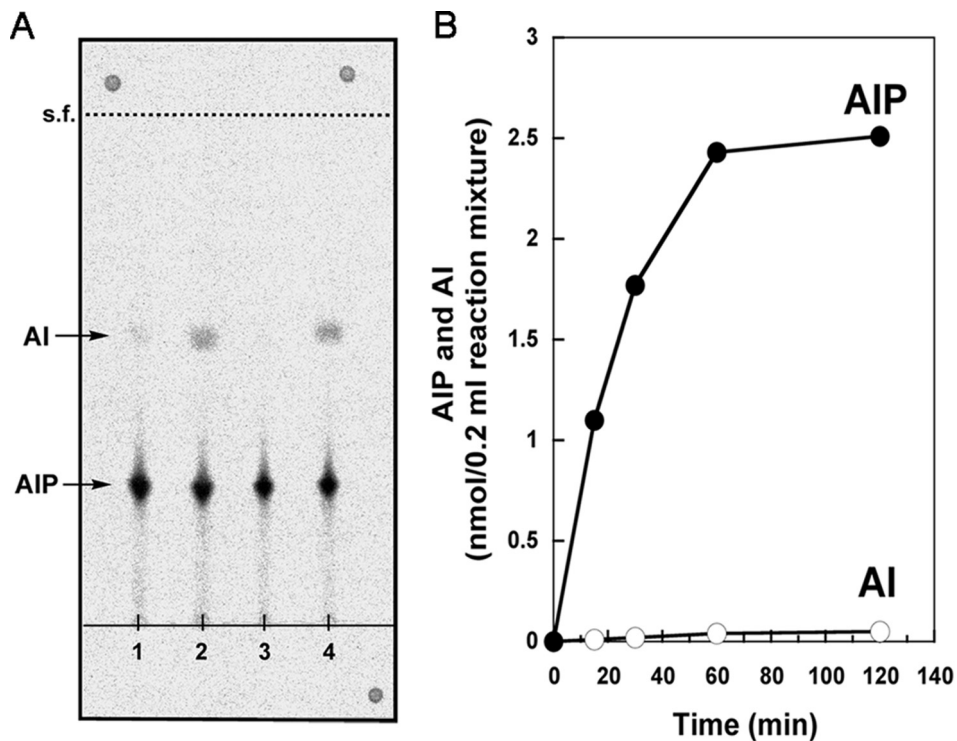 A
s.f.
AI
AIP
1 2 3 4
B
AIP and AI
(nmol/0.2 ml reaction mixture)
3
2.5
2
1.5
1
0.5
0
AIP
AI
0 20 40 60 80 100 120 140
Time (min)